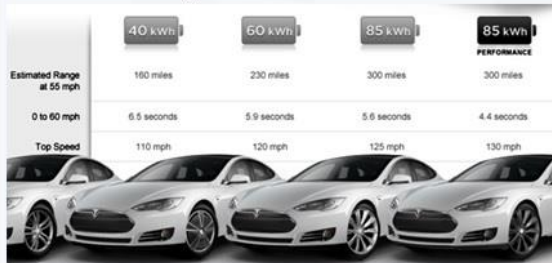 40 kWh 60 kWh 85 kWh 85 kWh
PERFORMANCE
Estimated Range 160 miles 230 miles 300 miles 300 miles
at 55 mph
0 to 60 mph 6.5 seconds 5.9 seconds 5.6 seconds 4.4 seconds
Top Speed 110 mph 120 mph 125 mph 130 mph